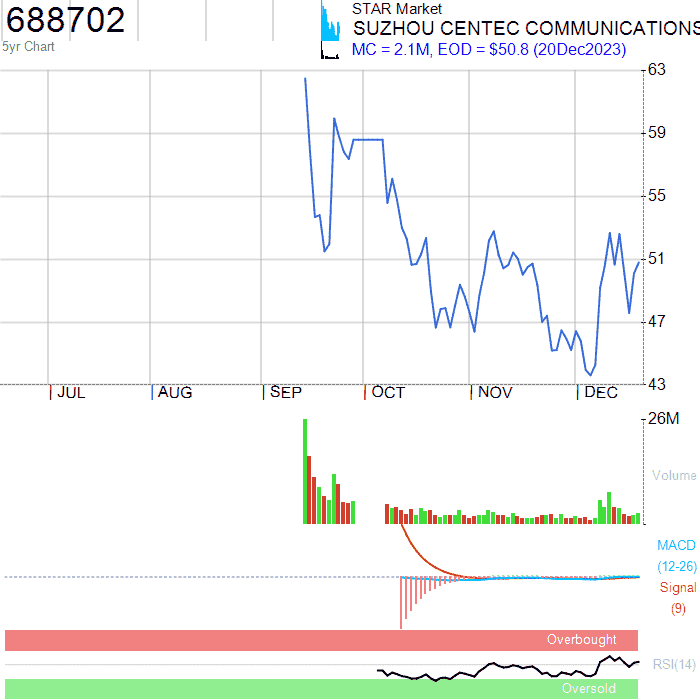 688702
5yr Chart
STAR Market
SUZHOU CENTEC COMMUNICATIONS
MC = 2.1M, EOD = $50.8 (20Dec2023)
63
59
55
51
47
43
JUL AUG SEP OCT NOV DEC
26M
Volume
MACD
(12-26)
Signal
(9)
Overbought
RSI(14)
Oversold